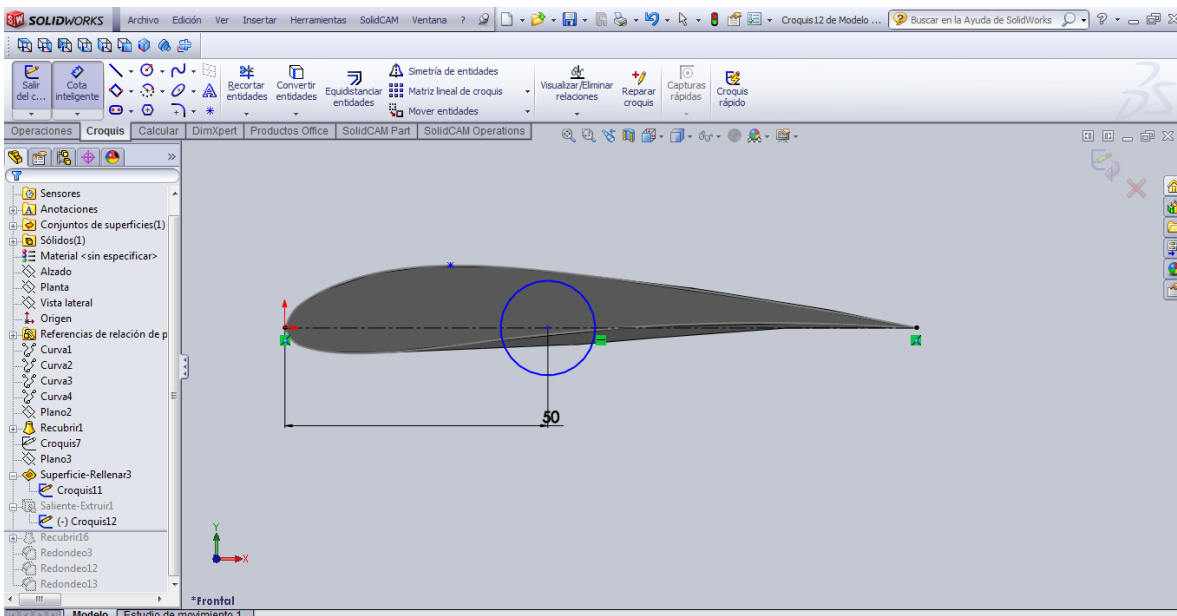 SOLIDWORKS Archivo Edición Ver Insertar Herramientas SolidCAM Ventana ? Croquis12 de Modelo ... Buscar en la Ayuda de SolidWorks
Salir del c...
Cota inteligente
Recortar entidades
Convertir entidades
Equidistanciar entidades
Simetría de entidades
Matriz lineal de croquis
Mover entidades
Visualizar/Eliminar relaciones
Reparar croquis
Capturas rápidas
Croquis rápido
Operaciones Croquis Calcular DimXpert Productos Office SolidCAM Part SolidCAM Operations
Sensores
Anotaciones
Conjuntos de superficies(1)
Sólidos(1)
Material <sin especificar>
Alzado
Planta
Vista lateral
Origen
Referencias de relación de p
Curva1
Curva2
Curva3
Curva4
Plano2
Recubrir1
Croquis7
Plano3
Superficie-Rellenar3
Croquis11
Saliente-Extruir1
(-) Croquis12
Recubrir16
Redondeo3
Redondeo12
Redondeo13
50
Y
X
*Frontal
Modelo Estudio de movimiento 1